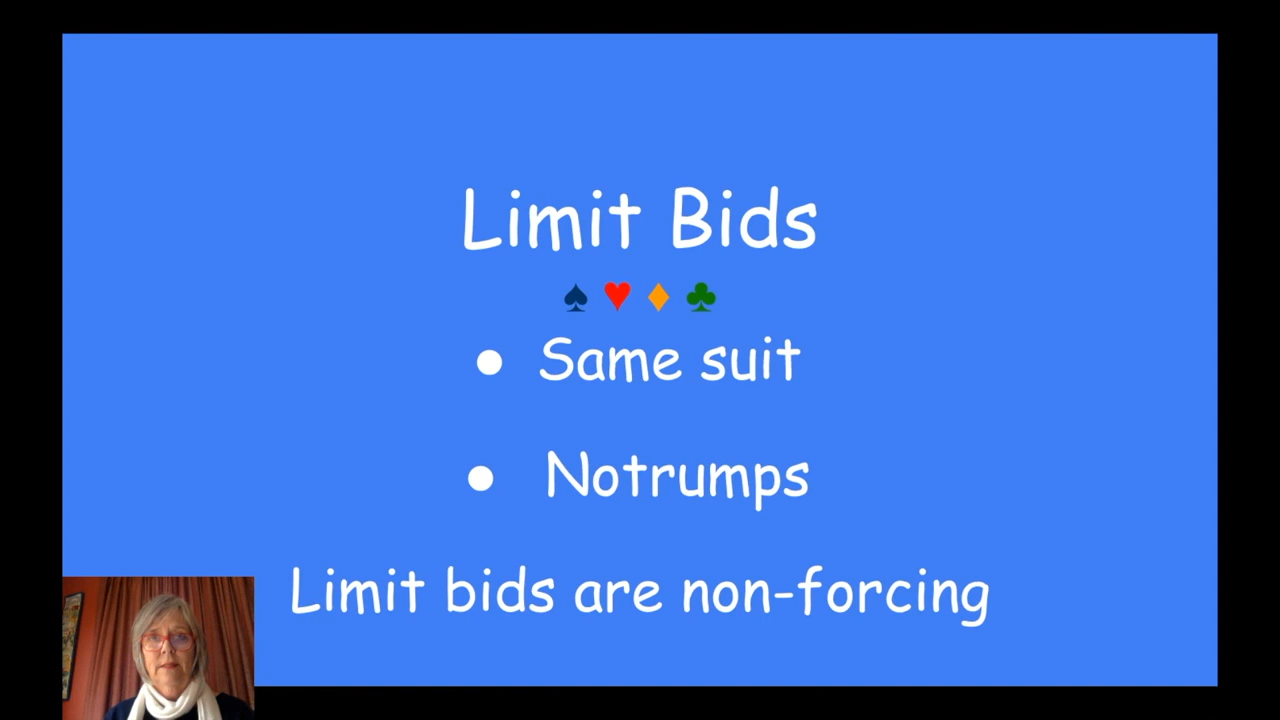 Limit Bids
♠ ♥ ♦ ♣
● Same suit
● Notrumps
Limit bids are non-forcing